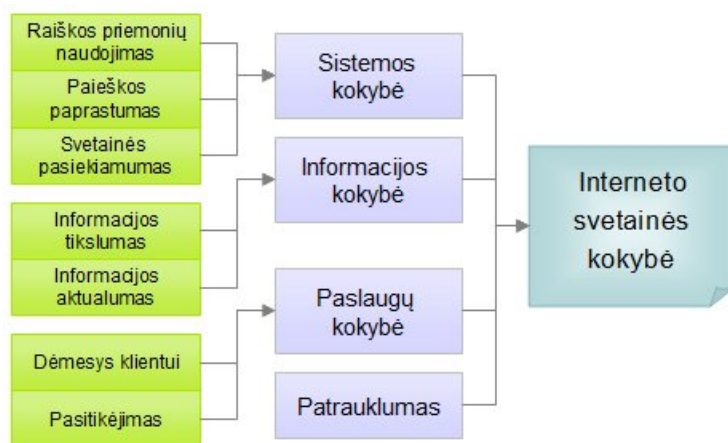 Raiškos priemonių
naudojimas
Paieškos
paprastumas
Svetainės
pasiekiamumas
Informacijos
tikslumas
Informacijos
aktualumas
Dėmesys klientui
Pasitikėjimas
Sistemos
kokybė
Informacijos
kokybė
Paslaugų
kokybė
Patrauklumas
Interneto
svetainės
kokybė